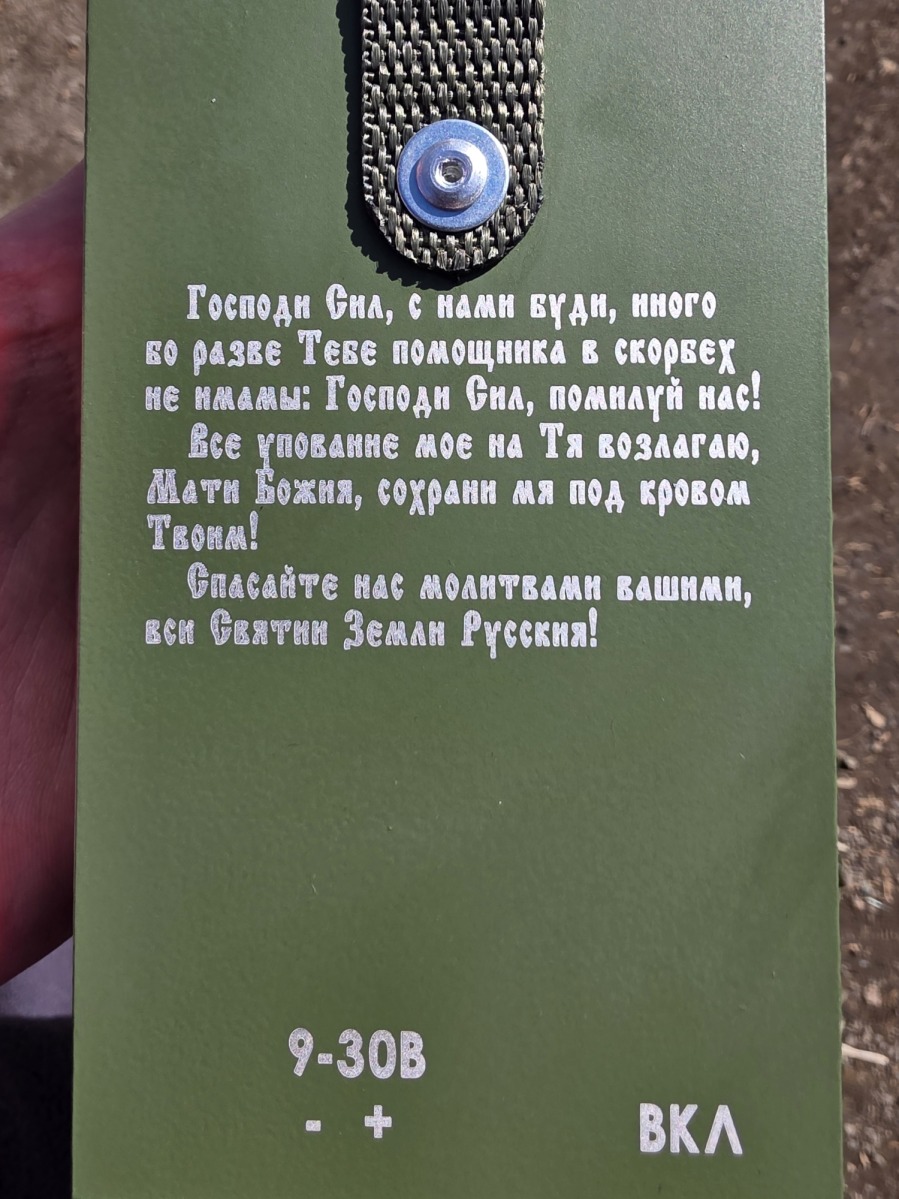 Господи Сил, с нами буди, иного
бо разве Тебе помощника в скорбех
не имамы: Господи Сил, помилуй нас!
Все упование мое на Тя возлагаю,
Мати Божия, сохрани мя под кровом
Твоим!
Спасайте нас молитвами вашими,
вси Святии Земли Русския!
9-30В
- +
ВКЛ